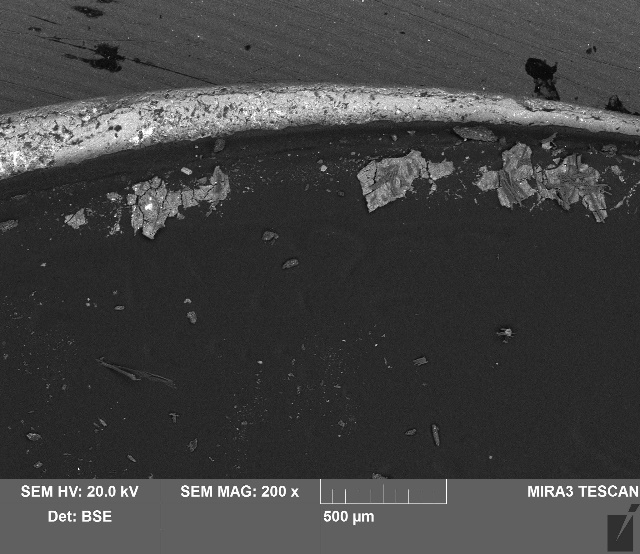 SEM HV: 20.0 kV
SEM MAG: 200 x
MIRA3 TESCAN
Det: BSE
500 µm